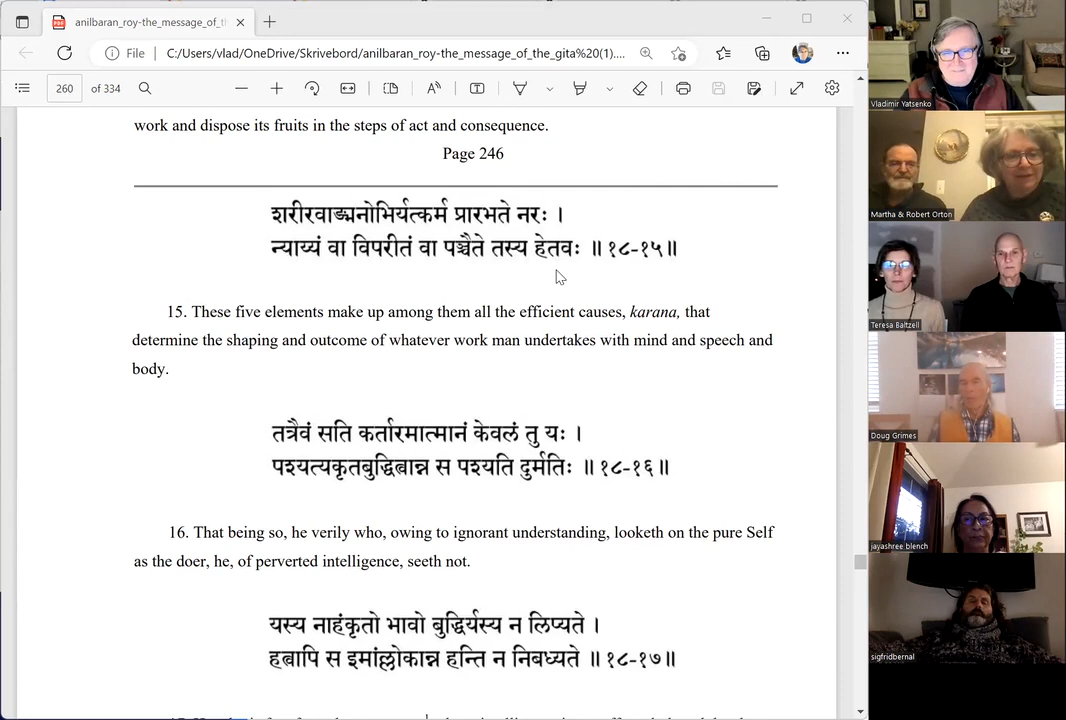 anilbaran_roy-the_message_of_th
File
C:/Users/vlad/OneDrive/Skrivebord/anilbaran_roy-the_message_of_the_gita%20(1)....
260 of 334
work and dispose its fruits in the steps of act and consequence.
Page 246
शरीरवाङ्मनोभिर्यत्कर्म प्रारभते नरः ।
न्याय्यं वा विपरीतं वा पञ्चैते तस्य हेतवः ॥१८-१५॥
15. These five elements make up among them all the efficient causes, karana, that
determine the shaping and outcome of whatever work man undertakes with mind and speech and
body.
तत्रैवं सति कर्तारमात्मानं केवलं तु यः ।
पश्यत्यकृतबुद्धित्वान्न स पश्यति दुर्मतिः ॥१८-१६॥
16. That being so, he verily who, owing to ignorant understanding, looketh on the pure Self
as the doer, he, of perverted intelligence, seeth not.
यस्य नाहंकृतो भावो बुद्धिर्यस्य न लिप्यते ।
हत्वापि स इमांल्लोकान्न हन्ति न निबध्यते ॥१८-१७॥
Vladimir Yatsenko
Martha & Robert Orton
Teresa Baltzell
Doug Grimes
jayashree blench
sigfridbernal